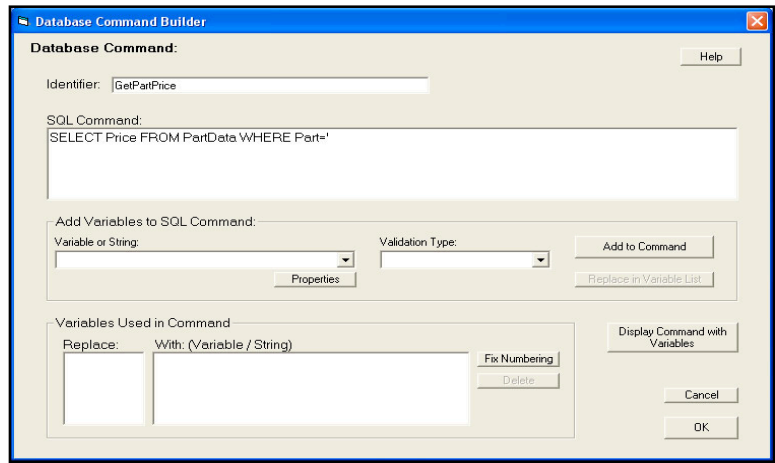 Database Command Builder
Database Command:
Help
Identifier: GetPartPrice
SQL Command:
SELECT Price FROM PartData WHERE Part='
Add Variables to SQL Command:
Variable or String:
Validation Type:
Add to Command
Properties
Replace in Variable List
Variables Used in Command
Replace:
With: (Variable / String)
Fix Numbering
Delete
Display Command with
Variables
Cancel
OK